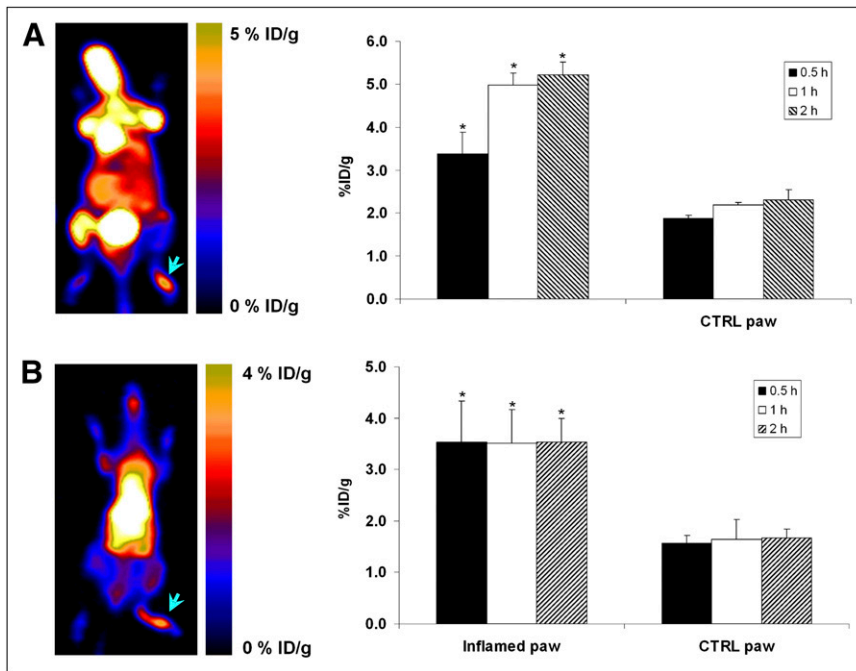 A
5 % ID/g
0 % ID/g
%ID/g
6.0
5.0
4.0
3.0
2.0
1.0
0.0
*
*
*
0.5 h
1 h
2 h
CTRL paw
B
4 % ID/g
0 % ID/g
%ID/g
5.0
4.0
3.0
2.0
1.0
0.0
*
*
*
0.5 h
1 h
2 h
Inflamed paw
CTRL paw